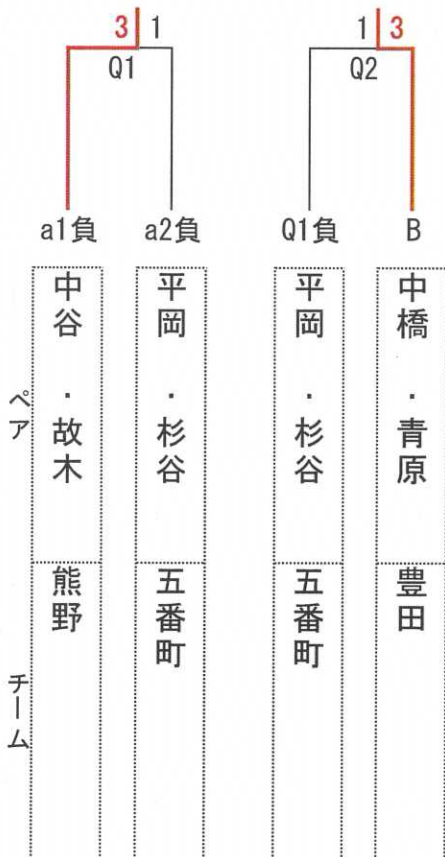 3 1
Q1
1 3
Q2
a1負
a2負
Q1負
B
ペア
中谷・故木
平岡・杉谷
平岡・杉谷
中橋・青原
チーム
熊野
五番町
五番町
豊田